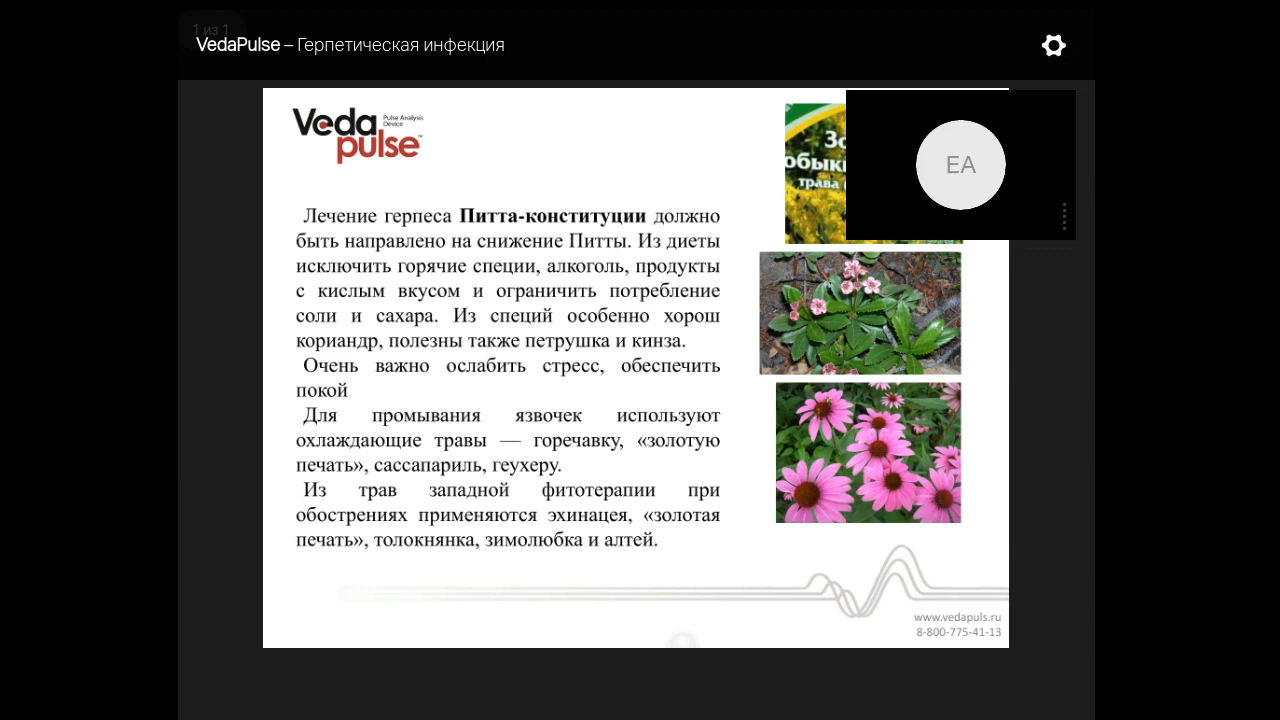 1 из 1
VedaPulse – Герпетическая инфекция
Veda
Pulse Analysis
Device
pulse™
трава
EA
Лечение герпеса Питта-конституции должно
быть направлено на снижение Питты. Из диеты
исключить горячие специи, алкоголь, продукты
с кислым вкусом и ограничить потребление
соли и сахара. Из специй особенно хорош
кориандр, полезны также петрушка и кинза.
Очень важно ослабить стресс, обеспечить
покой
Для промывания язвочек используют
охлаждающие травы — горечавку, «золотую
печать», сассапариль, геухеру.
Из трав западной фитотерапии при
обострениях применяются эхинацея, «золотая
печать», толокнянка, зимолюбка и алтей.
www.vedapuls.ru
8-800-775-41-13